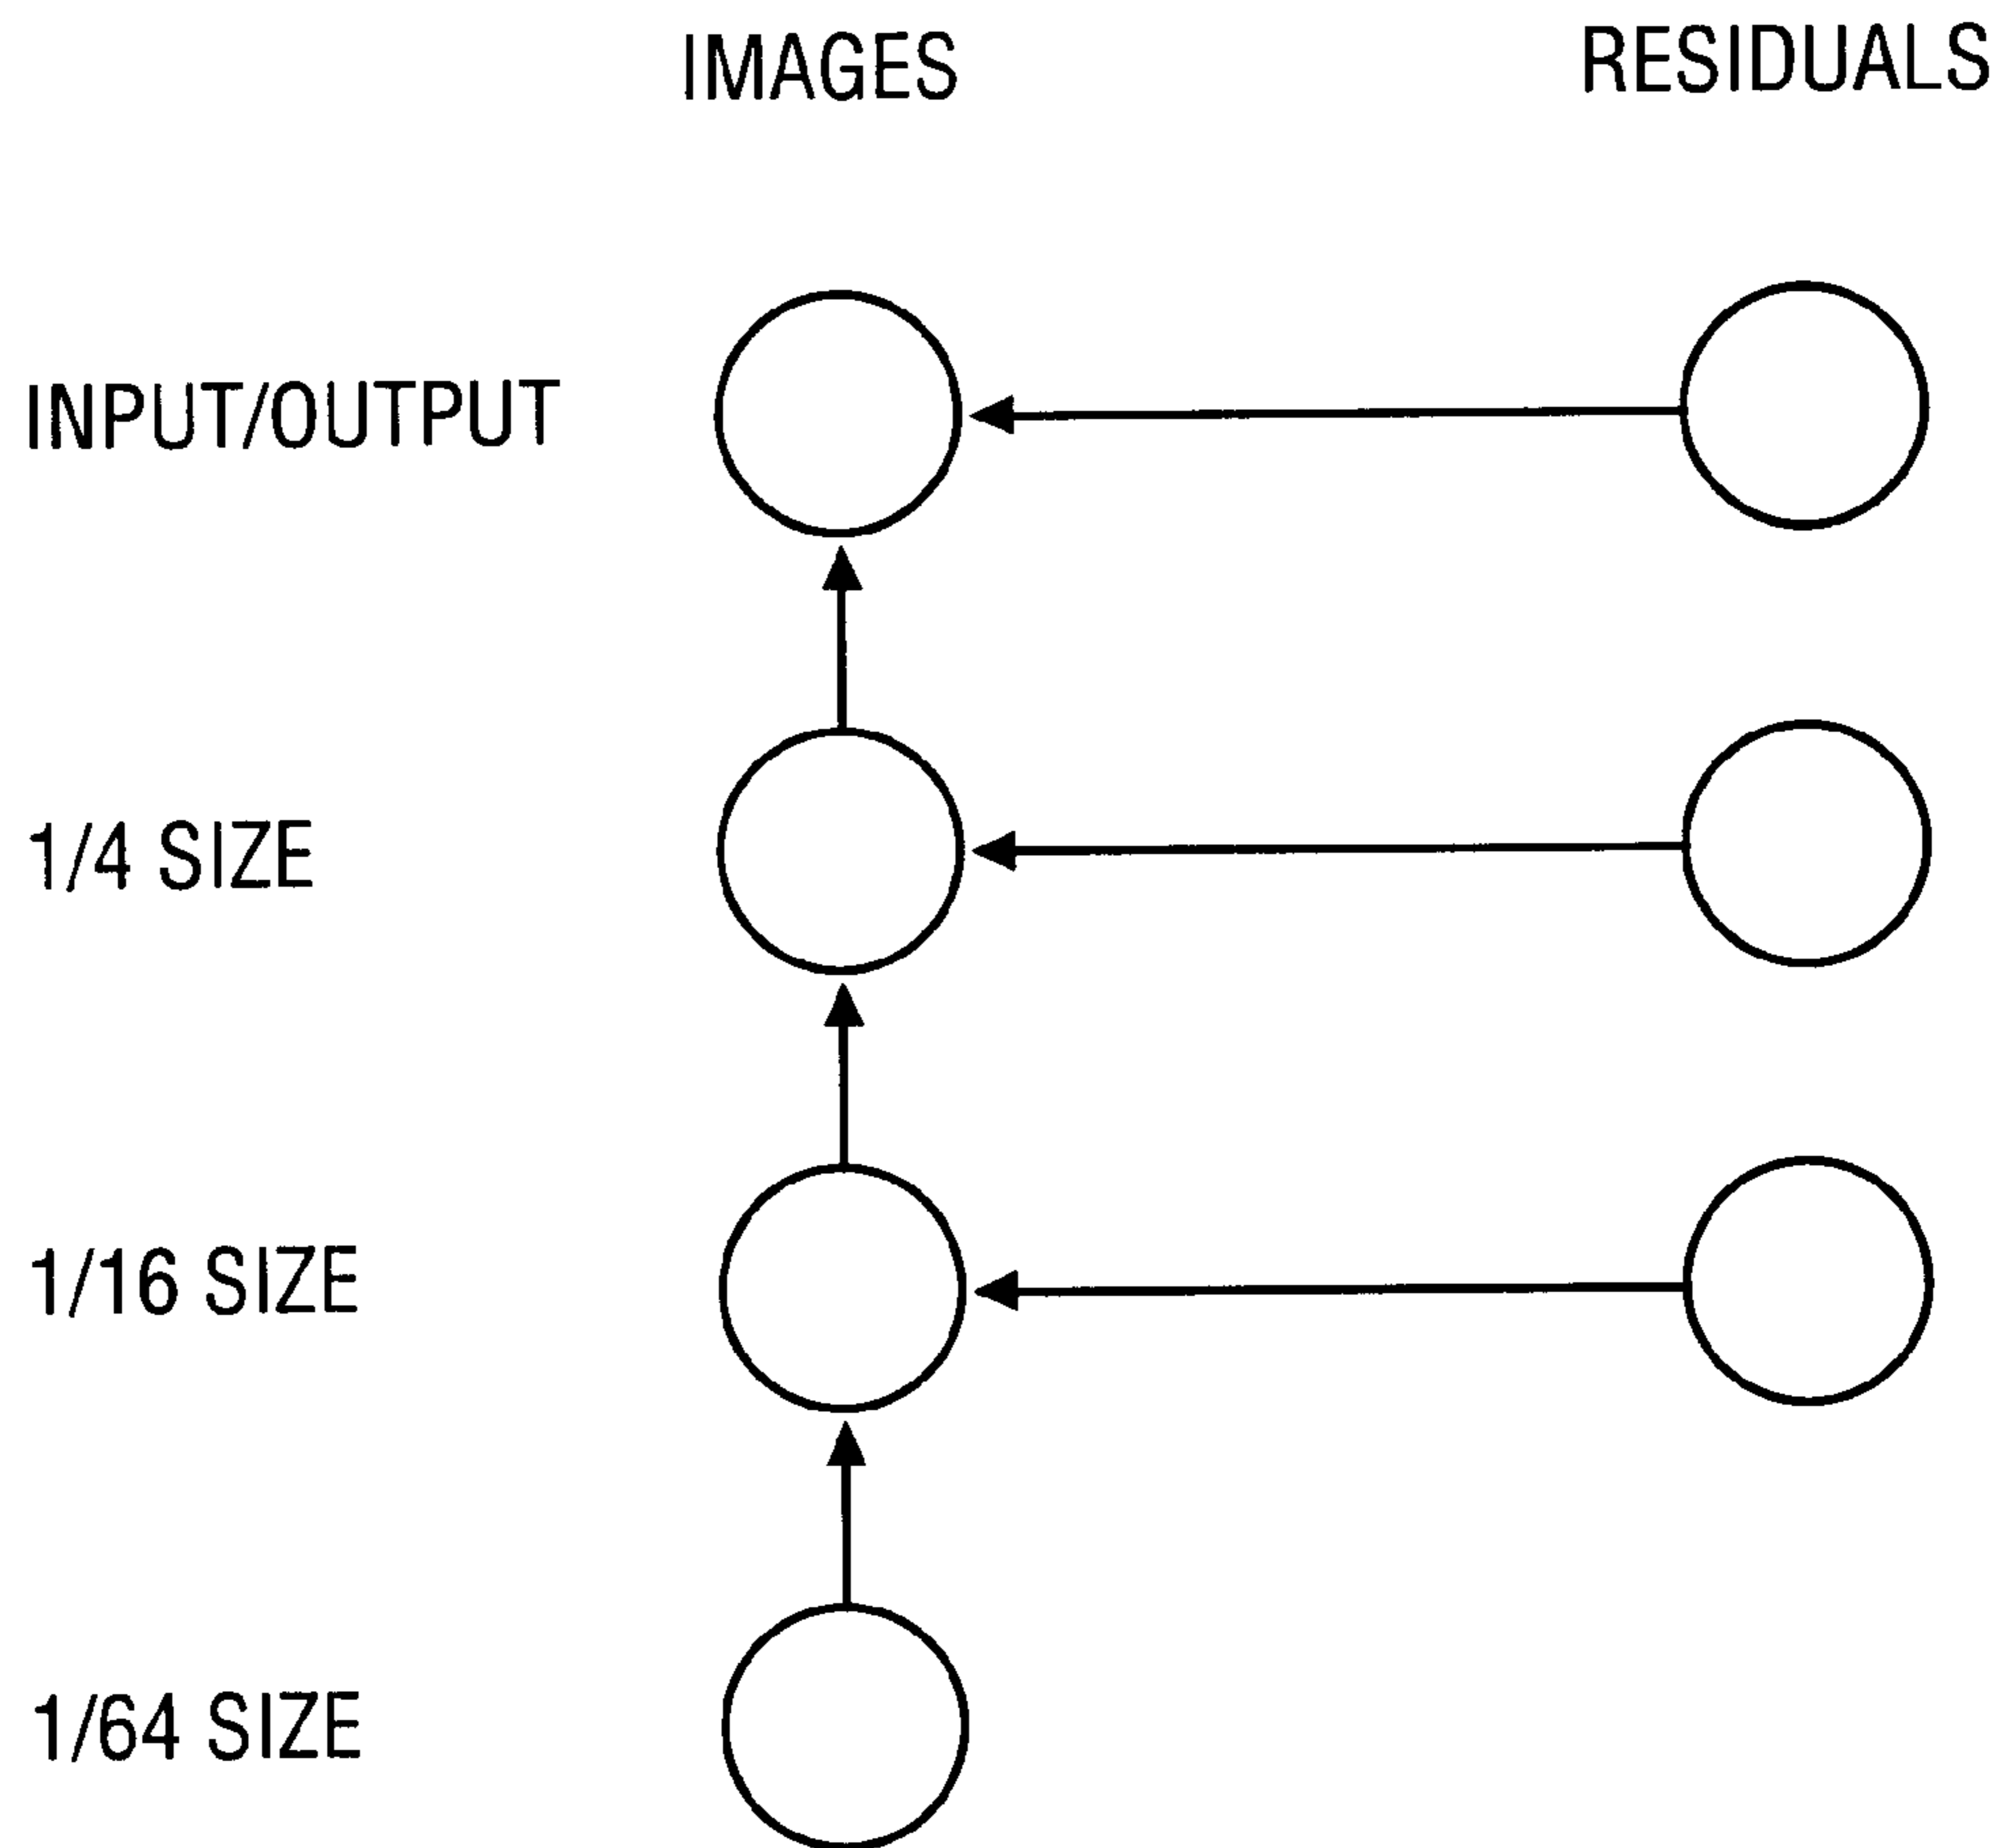 IMAGES RESIDUALS
INPUT/OUTPUT
1/4 SIZE
1/16 SIZE
1/64 SIZE